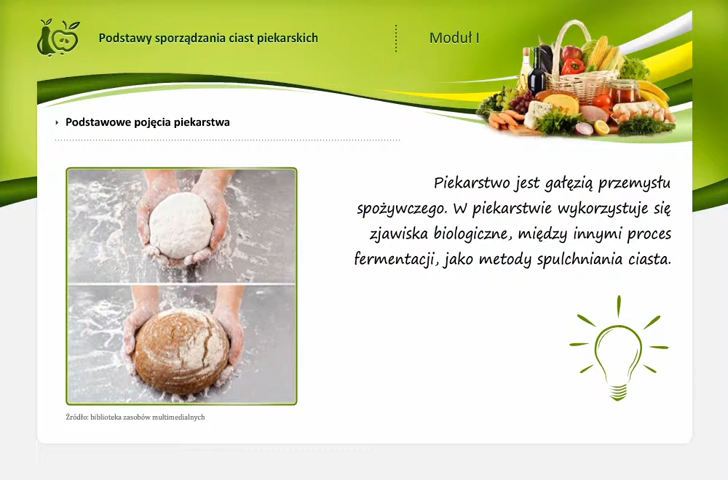 Podstawy sporządzania ciast piekarskich
Moduł I
Podstawowe pojęcia piekarstwa
Piekarstwo jest gałęzią przemysłu
spożywczego. W piekarstwie wykorzystuje się
zjawiska biologiczne, między innymi proces
fermentacji, jako metody spulchniania ciasta.
Źródło: biblioteka zasobów multimedialnych